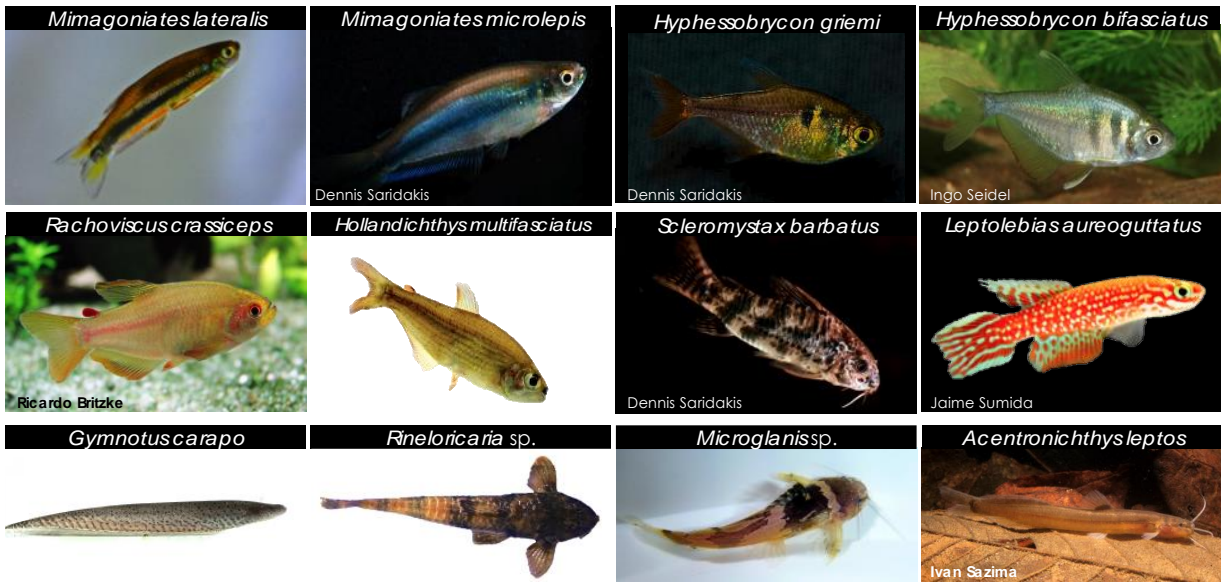 Mimagoniates lateralis
Mimagoniates microlepis
Hyphessobrycon griemi
Hyphessobrycon bifasciatus
Dennis Saridakis
Dennis Saridakis
Ingo Seidel
Rachoviscus crassiceps
Hollandichthys multifasciatus
Scleromystax barbatus
Leptolebias aureoguttatus
Ricardo Britzke
Dennis Saridakis
Jaime Sumida
Gymnotus carapo
Rineloricaria sp.
Microglanis sp.
Acentronichthys leptos
Ivan Sazima